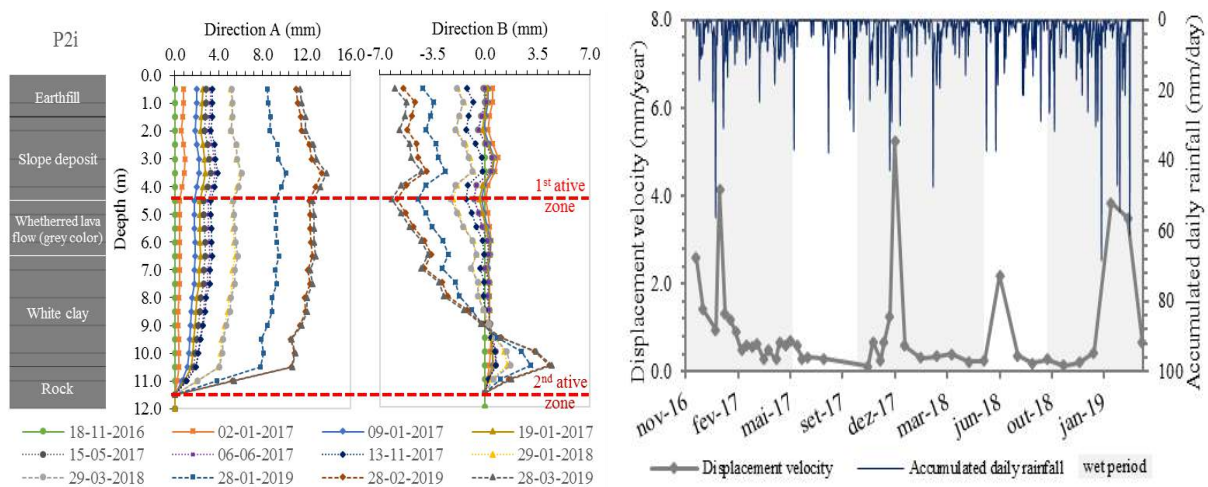 P2i
Earthfill
Slope deposit
Whetherred lava
flow (grey color)
White clay
Rock
Deepth (m)
0.0
1.0
2.0
3.0
4.0
5.0
6.0
7.0
8.0
9.0
10.0
11.0
12.0
Direction A (mm)
0.0 4.0 8.0 12.0 16.0
Direction B (mm)
-7.0 -3.5 0.0 3.5 7.0
1st ative
zone
2nd ative
zone
18-11-2016 02-01-2017 09-01-2017 19-01-2017
15-05-2017 06-06-2017 13-11-2017 29-01-2018
29-03-2018 28-01-2019 28-02-2019 28-03-2019
Displacement velocity (mm/year)
8.0
6.0
4.0
2.0
0.0
Accumulated daily rainfall (mm/day)
0
20
40
60
80
100
nov-16 fev-17 mai-17 set-17 dez-17 mar-18 jun-18 out-18 jan-19
Displacement velocity Accumulated daily rainfall wet period